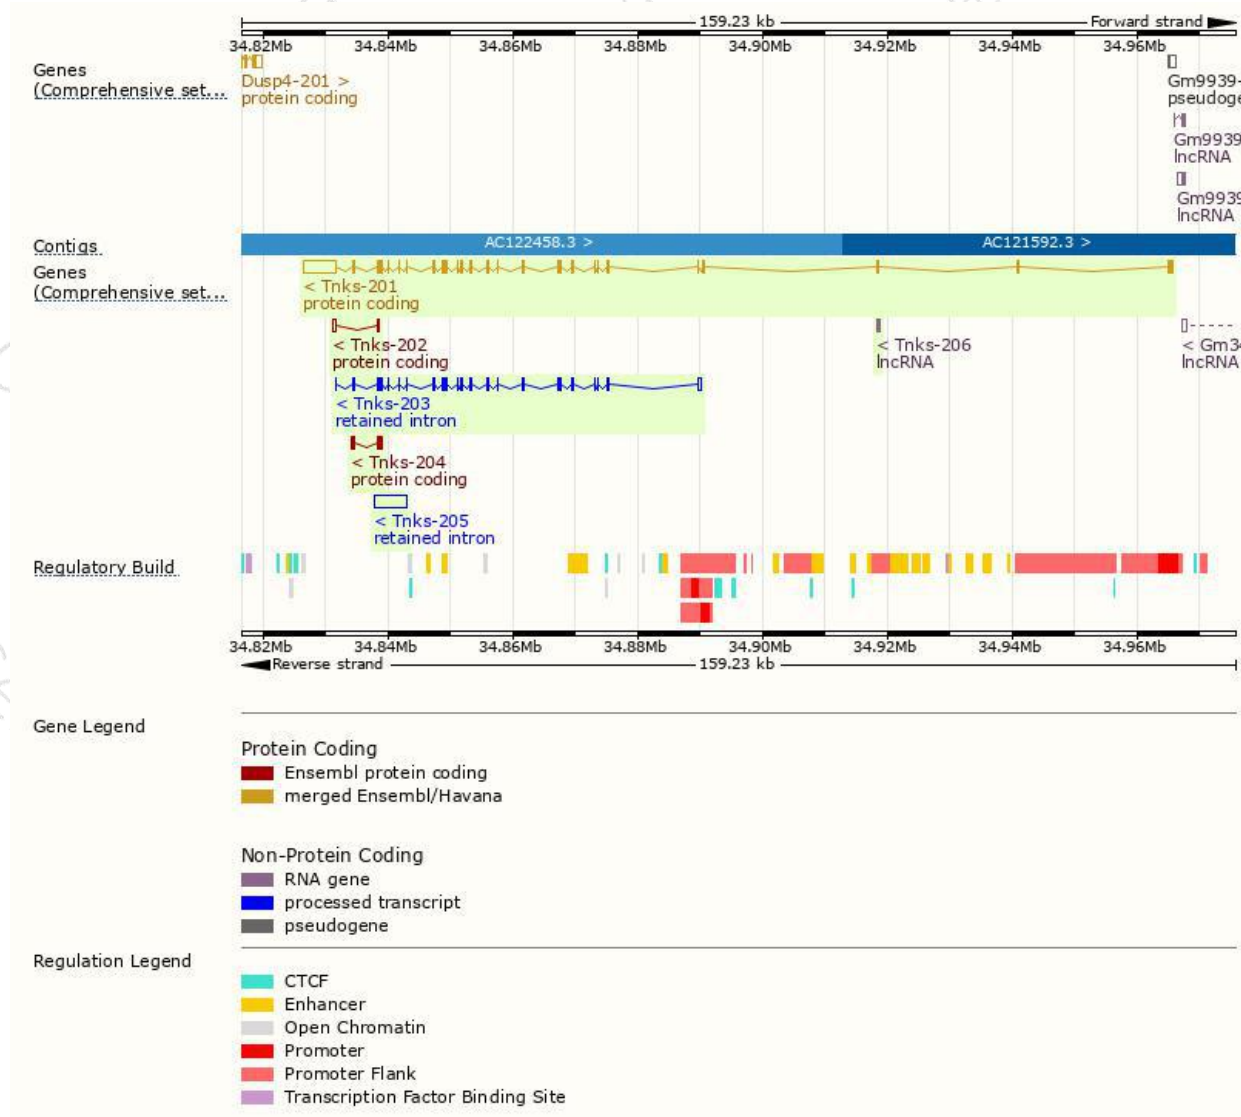 159.23 kb Forward strand
34.82Mb 34.84Mb 34.86Mb 34.88Mb 34.90Mb 34.92Mb 34.94Mb 34.96Mb
Genes
(Comprehensive set...
Dusp4-201 >
protein coding
Gm9939-
pseudoge
Gm9939
lncRNA
Gm9939
lncRNA
Contigs
AC122458.3 > AC121592.3 >
Genes
(Comprehensive set...
< Tnks-201
protein coding
< Tnks-202 < Tnks-206 < Gm3
protein coding lncRNA lncRNA
< Tnks-203
retained intron
< Tnks-204
protein coding
< Tnks-205
retained intron
Regulatory Build
34.82Mb 34.84Mb 34.86Mb 34.88Mb 34.90Mb 34.92Mb 34.94Mb 34.96Mb
Reverse strand 159.23 kb
Gene Legend
Protein Coding
Ensembl protein coding
merged Ensembl/Havana
Non-Protein Coding
RNA gene
processed transcript
pseudogene
Regulation Legend
CTCF
Enhancer
Open Chromatin
Promoter
Promoter Flank
Transcription Factor Binding Site